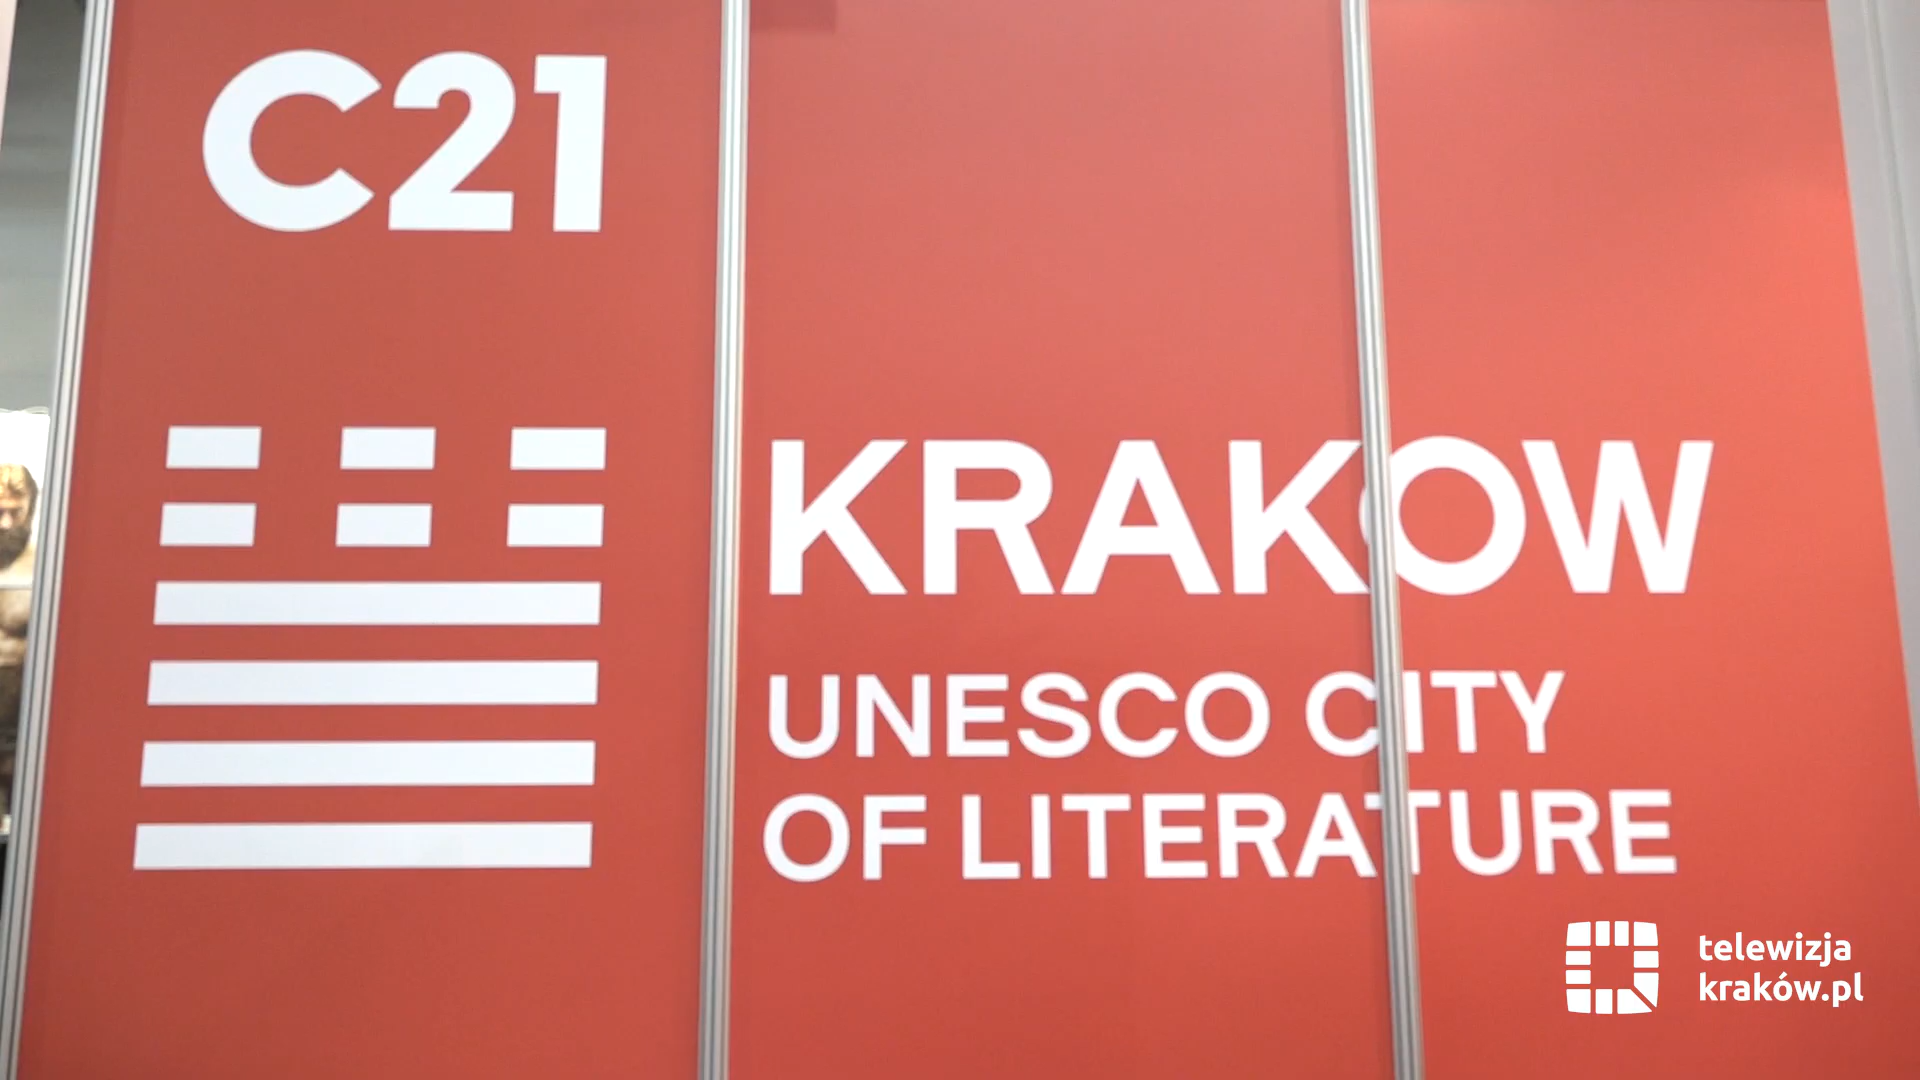 C21
KRAKOW
UNESCO CITY
OF LITERATURE
telewizja
kraków.pl